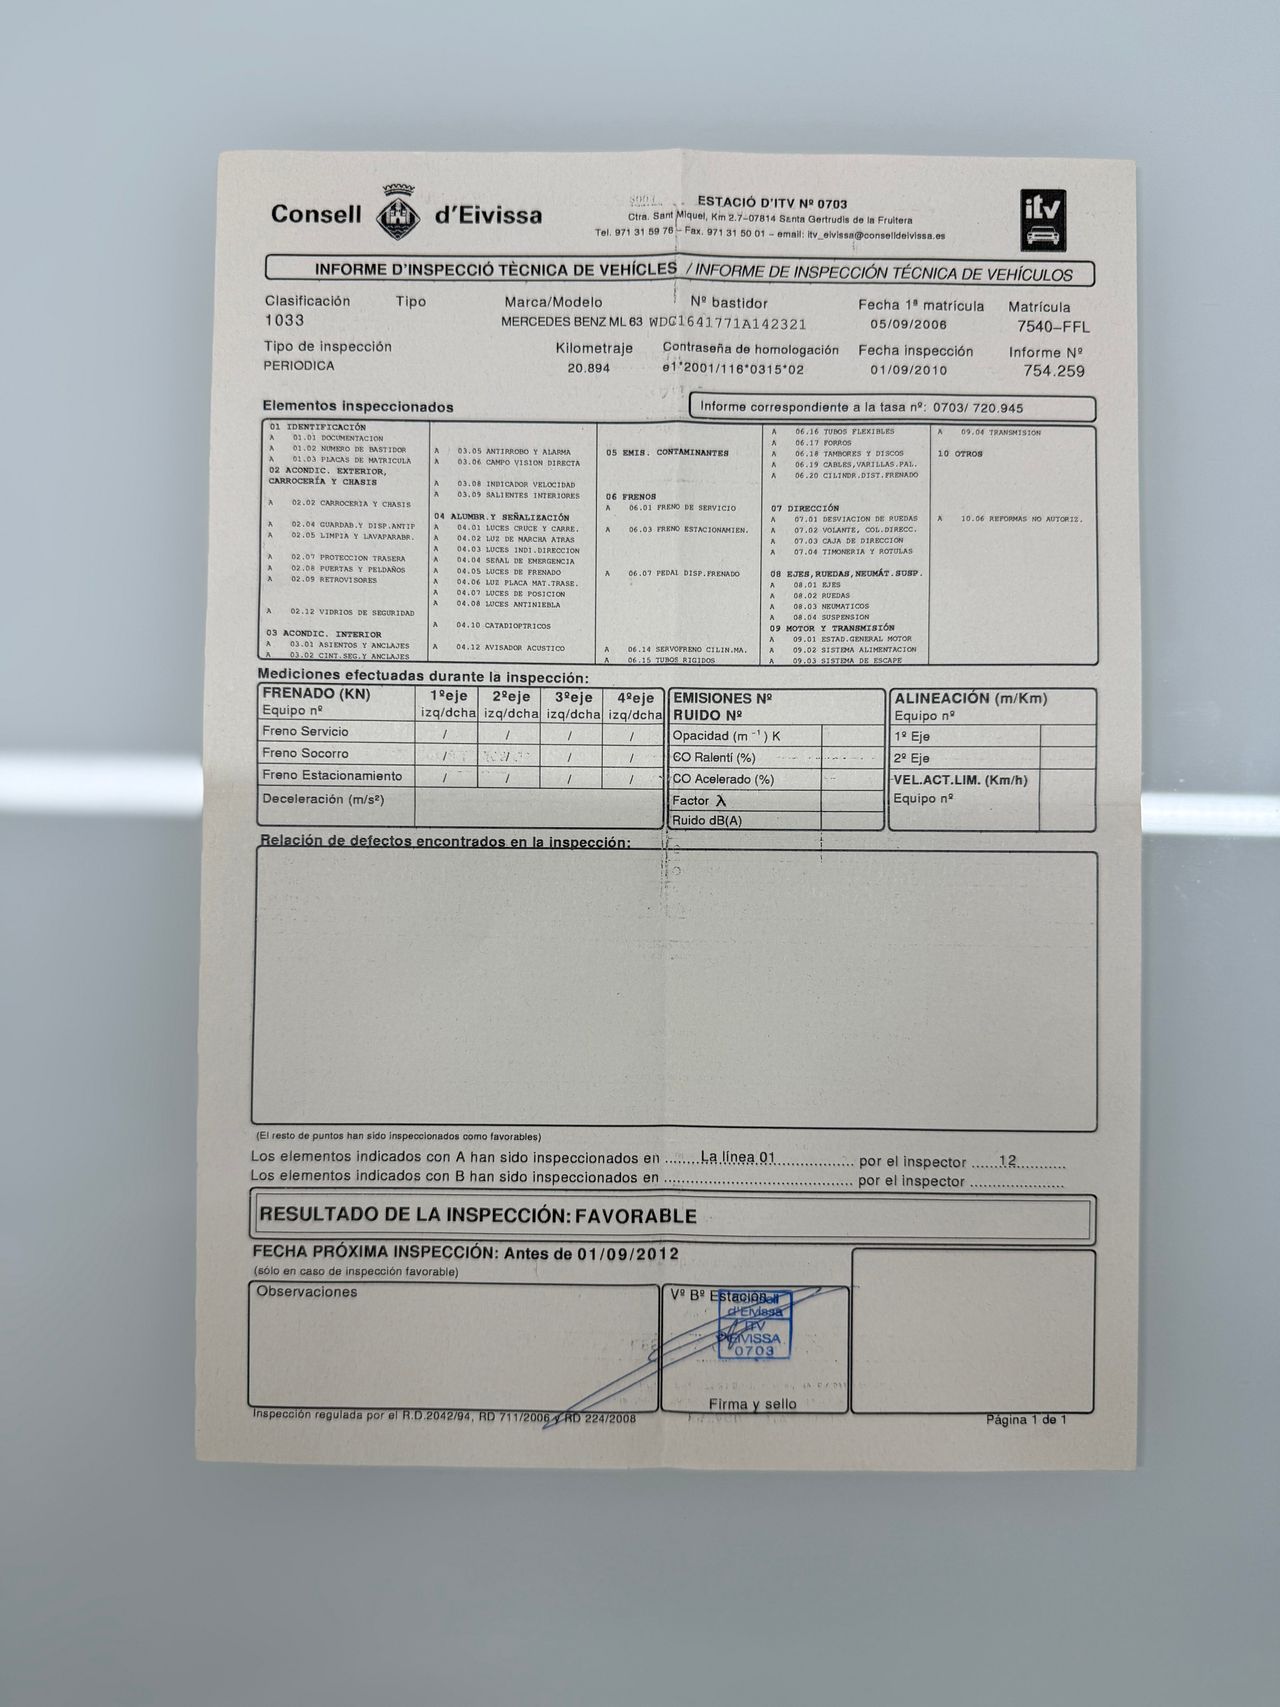 Consell d'Eivissa
ESTACIÓ D'ITV Nº 0703
Ctra. Sant Miquel, Km 2.7-07814 Santa Gertrudis de la Fruitera
Tel. 971 31 59 76 - Fax. 971 31 50 01 - email: itv_eivissa@conselldeivissa.es
itv
INFORME D'INSPECCIÓ TÈCNICA DE VEHÍCLES / INFORME DE INSPECCIÓN TÉCNICA DE VEHÍCULOS
Clasificación Tipo Marca/Modelo Nº bastidor Fecha 1ª matrícula Matrícula
1033 MERCEDES BENZ ML 63 WDC1641771A142321 05/09/2006 7540-FFL
Tipo de inspección Kilometraje Contraseña de homologación Fecha inspección Informe Nº
PERIODICA 20.894 e1*2001/116*0315*02 01/09/2010 754.259
Elementos inspeccionados
Informe correspondiente a la tasa nº: 0703/ 720.945
01 IDENTIFICACIÓN
A 01.01 DOCUMENTACION
A 01.02 NUMERO DE BASTIDOR
A 01.03 PLACAS DE MATRICULA
02 ACONDIC. EXTERIOR,
CARROCERÍA Y CHASIS
A 02.02 CARROCERIA Y CHASIS
A 02.04 GUARDAB.Y DISP.ANTIP
A 02.05 LIMPIA Y LAVAPARABR.
A 02.07 PROTECCION TRASERA
A 02.08 PUERTAS Y PELDAÑOS
A 02.09 RETROVISORES
A 02.12 VIDRIOS DE SEGURIDAD
03 ACONDIC. INTERIOR
A 03.01 ASIENTOS Y ANCLAJES
A 03.02 CINT.SEG.Y ANCLAJES
A 03.05 ANTIRROBO Y ALARMA
A 03.06 CAMPO VISION DIRECTA
A 03.08 INDICADOR VELOCIDAD
A 03.09 SALIENTES INTERIORES
04 ALUMBR.Y SEÑALIZACIÓN
A 04.01 LUCES CRUCE Y CARRE.
A 04.02 LUZ DE MARCHA ATRAS
A 04.03 LUCES INDI.DIRECCION
A 04.04 SEÑAL DE EMERGENCIA
A 04.05 LUCES DE FRENADO
A 04.06 LUZ PLACA MAT.TRASE.
A 04.07 LUCES DE POSICION
A 04.08 LUCES ANTINIEBLA
A 04.10 CATADIOPTRICOS
A 04.12 AVISADOR ACUSTICO
05 EMIS. CONTAMINANTES
06 FRENOS
A 06.01 FRENO DE SERVICIO
A 06.03 FRENO ESTACIONAMIEN.
A 06.07 PEDAL DISP.FRENADO
A 06.14 SERVOFRENO CILIN.MA.
A 06.15 TUBOS RIGIDOS
A 06.16 TUBOS FLEXIBLES
A 06.17 FORROS
A 06.18 TAMBORES Y DISCOS
A 06.19 CABLES,VARILLAS.PAL.
A 06.20 CILINDR.DIST.FRENADO
07 DIRECCIÓN
A 07.01 DESVIACION DE RUEDAS
A 07.02 VOLANTE, COL.DIRECC.
A 07.03 CAJA DE DIRECCION
A 07.04 TIMONERIA Y ROTULAS
08 EJES,RUEDAS,NEUMÁT.SUSP.
A 08.01 EJES
A 08.02 RUEDAS
A 08.03 NEUMATICOS
A 08.04 SUSPENSION
09 MOTOR Y TRANSMISIÓN
A 09.01 ESTAD.GENERAL MOTOR
A 09.02 SISTEMA ALIMENTACION
A 09.03 SISTEMA DE ESCAPE
A 09.04 TRANSMISION
10 OTROS
A 10.06 REFORMAS NO AUTORIZ.
Mediciones efectuadas durante la inspección:
FRENADO (KN) 1ºeje 2ºeje 3ºeje 4ºeje
Equipo nº izq/dcha izq/dcha izq/dcha izq/dcha
Freno Servicio / / / /
Freno Socorro / / / /
Freno Estacionamiento / / / /
Deceleración (m/s²)
EMISIONES Nº
RUIDO Nº
Opacidad (m ⁻¹) K
CO Ralentí (%)
CO Acelerado (%)
Factor λ
Ruido dB(A)
ALINEACIÓN (m/Km)
Equipo nº
1º Eje
2º Eje
VEL.ACT.LIM. (Km/h)
Equipo nº
Relación de defectos encontrados en la inspección:
(El resto de puntos han sido inspeccionados como favorables)
Los elementos indicados con A han sido inspeccionados en ........La línea 01.................... por el inspector ......12...........
Los elementos indicados con B han sido inspeccionados en ................................................ por el inspector ........................
RESULTADO DE LA INSPECCIÓN: FAVORABLE
FECHA PRÓXIMA INSPECCIÓN: Antes de 01/09/2012
(sólo en caso de inspección favorable)
Observaciones
Vº Bº Estación
Consell
d'Eivissa
ITV
EIVISSA
0703
Firma y sello
Inspección regulada por el R.D.2042/94, RD 711/2006 y RD 224/2008
Página 1 de 1